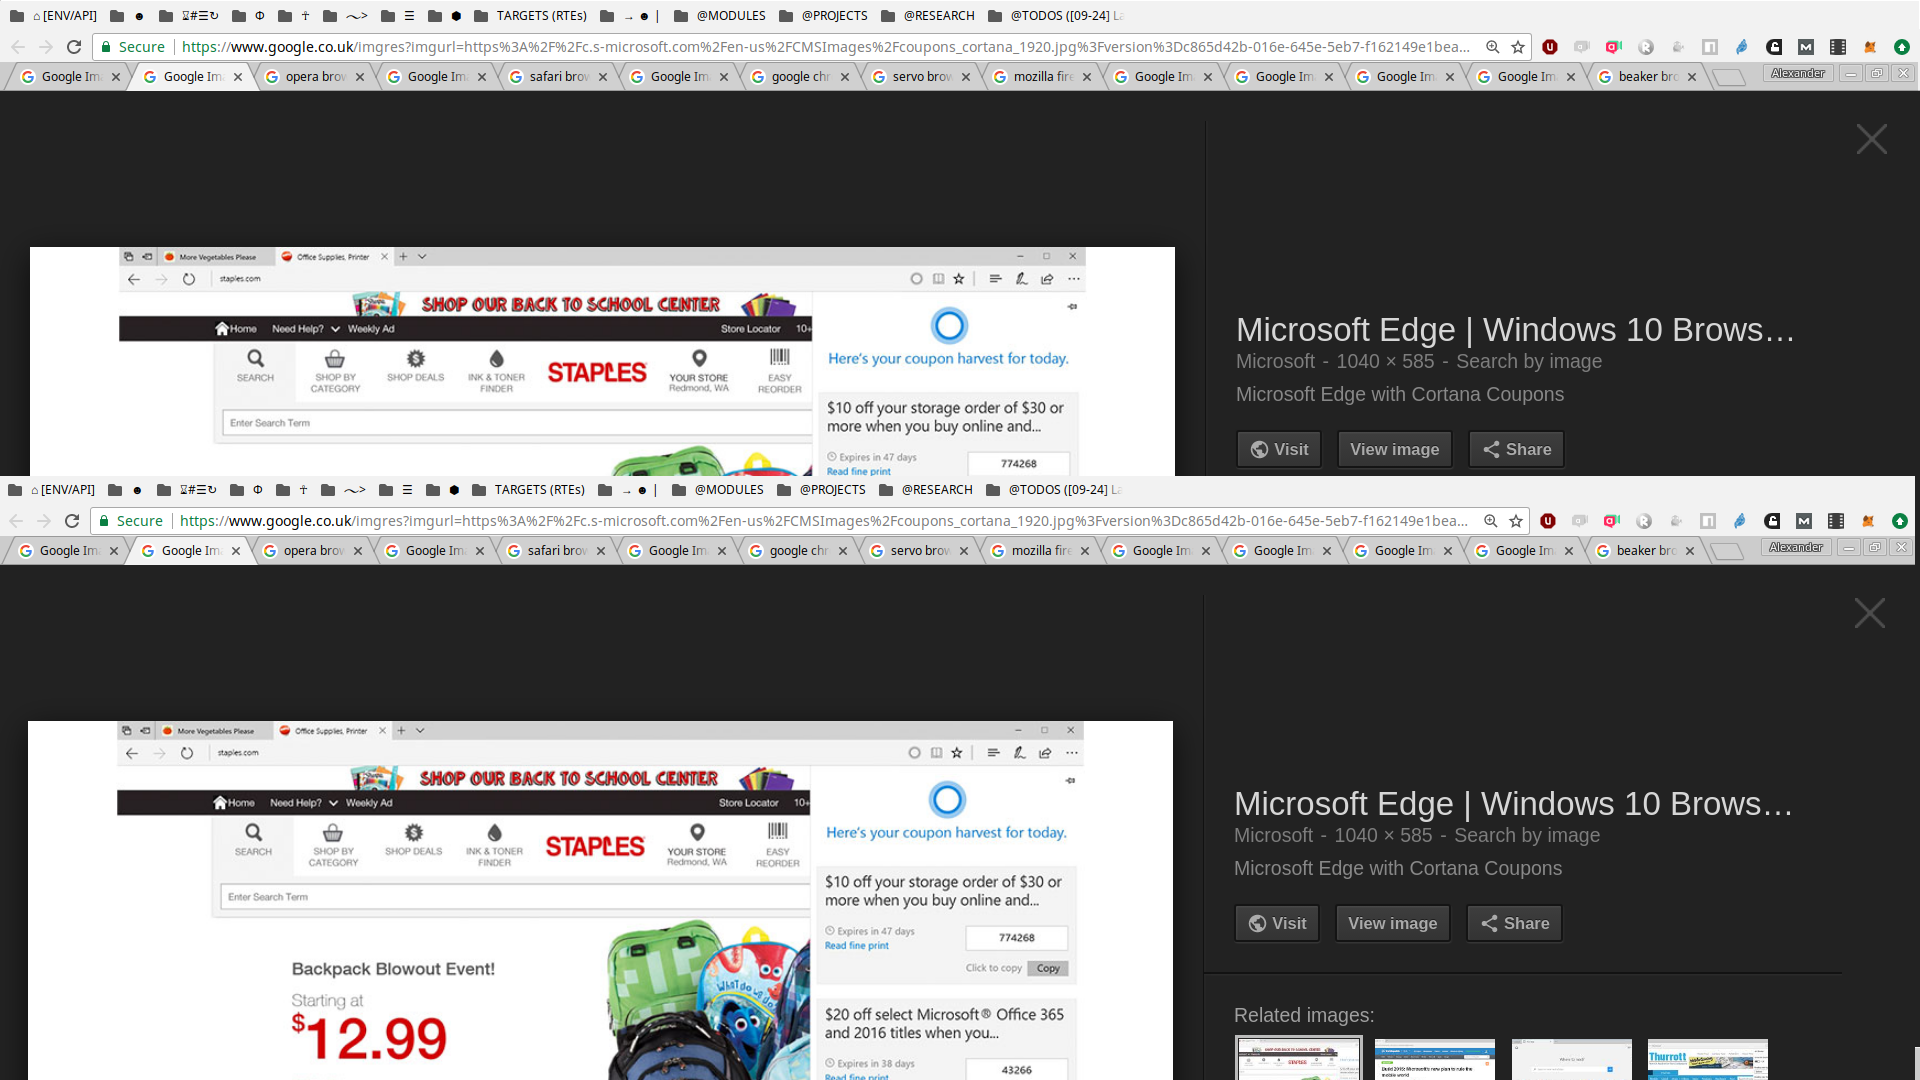 [ENV/API] TARGETS (RTEs) @MODULES @PROJECTS @RESEARCH @TODOS ([09-24]
Secure https://www.google.co.uk/imgres?imgurl=https%3A%2F%2Fc.s-microsoft.com%2Fen-us%2FCMSImages%2Fcoupons_cortana_1920.jpg%3Fversion%3Dc865d42b-016e-645e-5eb7-f162149e1bea...
Google Im opera brow Google Im safari brow Google Im google chr servo brow mozilla fire Google Im Google Im Google Im Google Im beaker bro Alexander
More Vegetables Please Office Supplies, Printer
staples.com
SHOP OUR BACK TO SCHOOL CENTER
Home Need Help? Weekly Ad Store Locator 10+
SEARCH SHOP BY CATEGORY SHOP DEALS INK & TONER FINDER STAPLES YOUR STORE Redmond, WA EASY REORDER
Enter Search Term
Here's your coupon harvest for today.
$10 off your storage order of $30 or
more when you buy online and...
Expires in 47 days
Read fine print
774268
Microsoft Edge | Windows 10 Brows...
Microsoft - 1040 × 585 - Search by image
Microsoft Edge with Cortana Coupons
Visit View image Share
[ENV/API] TARGETS (RTEs) @MODULES @PROJECTS @RESEARCH @TODOS ([09-24]
Secure https://www.google.co.uk/imgres?imgurl=https%3A%2F%2Fc.s-microsoft.com%2Fen-us%2FCMSImages%2Fcoupons_cortana_1920.jpg%3Fversion%3Dc865d42b-016e-645e-5eb7-f162149e1bea...
Google Im Google Im opera brow Google Im safari brow Google Im google chr servo brow mozilla fire Google Im Google Im Google Im Google Im beaker bro Alexander
More Vegetables Please Office Supplies, Printer
staples.com
SHOP OUR BACK TO SCHOOL CENTER
Home Need Help? Weekly Ad Store Locator 10+
SEARCH SHOP BY CATEGORY SHOP DEALS INK & TONER FINDER STAPLES YOUR STORE Redmond, WA EASY REORDER
Enter Search Term
Backpack Blowout Event!
Starting at
$12.99
Here's your coupon harvest for today.
$10 off your storage order of $30 or
more when you buy online and...
Expires in 47 days
Read fine print
774268
Click to copy Copy
$20 off select Microsoft® Office 365
and 2016 titles when you...
Expires in 38 days
Read fine print
43266
Microsoft Edge | Windows 10 Brows...
Microsoft - 1040 × 585 - Search by image
Microsoft Edge with Cortana Coupons
Visit View image Share
Related images:
Thurrott